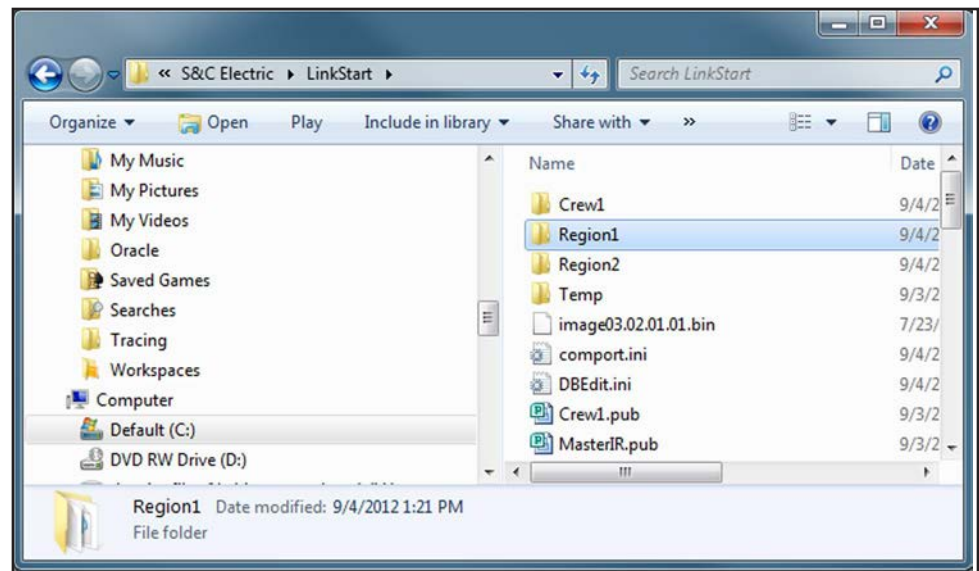 « S&C Electric ▸ LinkStart ▸
Search LinkStart
Organize Open Play Include in library Share with »
My Music
My Pictures
My Videos
Oracle
Saved Games
Searches
Tracing
Workspaces
Computer
Default (C:)
DVD RW Drive (D:)
Name Date
Crew1 9/4/2
Region1 9/4/2
Region2 9/4/2
Temp 9/3/2
image03.02.01.01.bin 7/23/
comport.ini 9/4/2
DBEdit.ini 9/4/2
Crew1.pub 9/3/2
MasterIR.pub 9/3/2
Region1 Date modified: 9/4/2012 1:21 PM
File folder